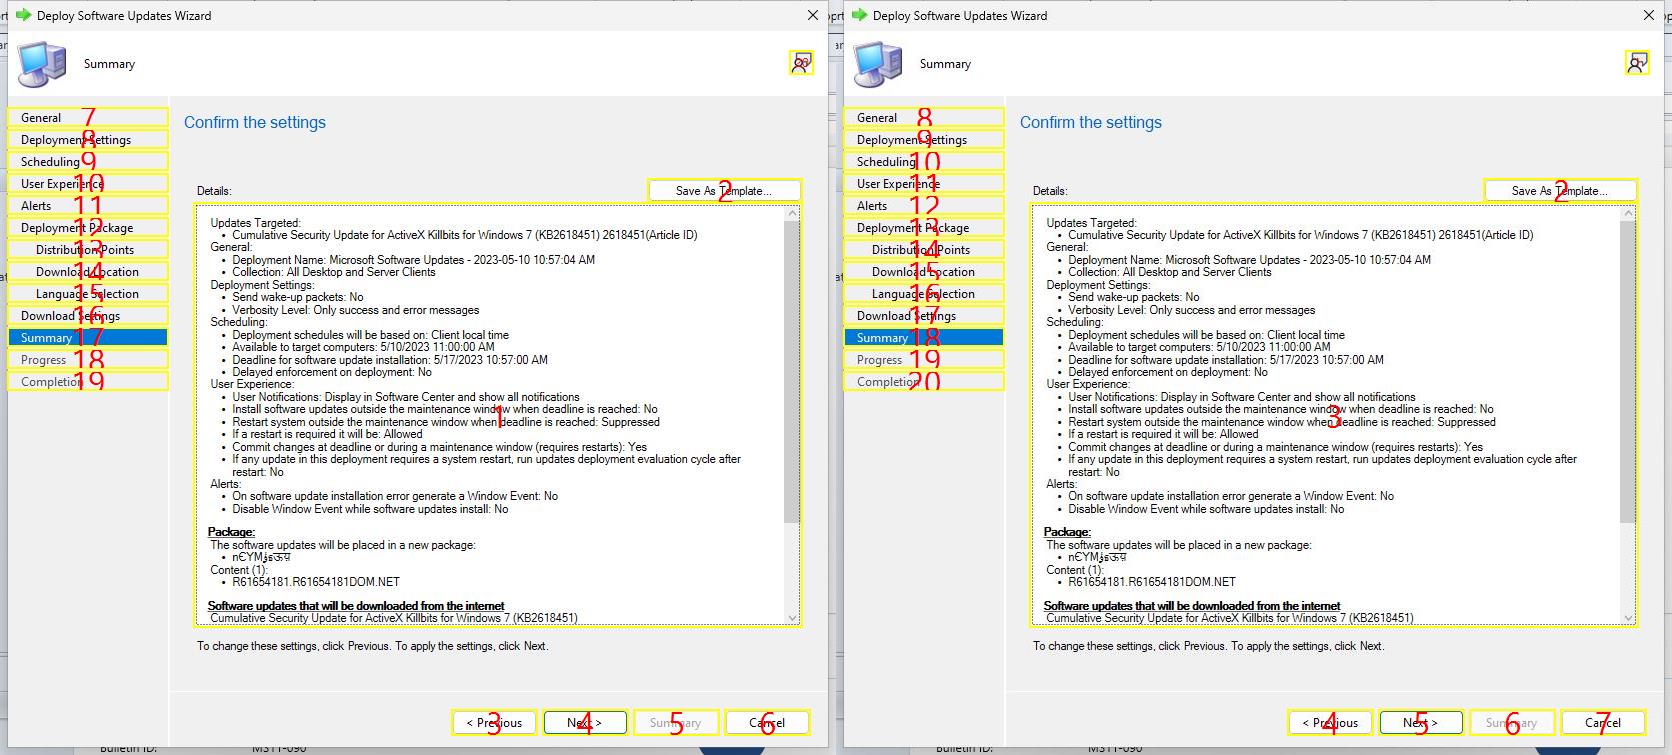 Deploy Software Updates Wizard
Summary
General 7
Deployment Settings 8
Scheduling 9
User Experience 10
Alerts 11
Deployment Package 12
Distribution Points 13
Download Location 14
Language Selection 15
Download Settings 16
Summary 17
Progress 18
Completion 19
Confirm the settings
Details:
Save As Template... 2
Updates Targeted:
• Cumulative Security Update for ActiveX Killbits for Windows 7 (KB2618451) 2618451(Article ID)
General:
• Deployment Name: Microsoft Software Updates - 2023-05-10 10:57:04 AM
• Collection: All Desktop and Server Clients
Deployment Settings:
• Send wake-up packets: No
• Verbosity Level: Only success and error messages
Scheduling:
• Deployment schedules will be based on: Client local time
• Available to target computers: 5/10/2023 11:00:00 AM
• Deadline for software update installation: 5/17/2023 10:57:00 AM
• Delayed enforcement on deployment: No
User Experience:
• User Notifications: Display in Software Center and show all notifications
• Install software updates outside the maintenance window when deadline is reached: No
1
• Restart system outside the maintenance window when deadline is reached: Suppressed
• If a restart is required it will be: Allowed
• Commit changes at deadline or during a maintenance window (requires restarts): Yes
• If any update in this deployment requires a system restart, run updates deployment evaluation cycle after
restart: No
Alerts:
• On software update installation error generate a Window Event: No
• Disable Window Event while software updates install: No
Package:
The software updates will be placed in a new package:
Content (1):
• R61654181.R61654181DOM.NET
Software updates that will be downloaded from the internet
Cumulative Security Update for ActiveX Killbits for Windows 7 (KB2618451)
To change these settings, click Previous. To apply the settings, click Next.
< Previous 3
Next > 4
Summary 5
Cancel 6
Bulletin ID:
MS11-090
Deploy Software Updates Wizard
Summary
General 8
Deployment Settings 9
Scheduling 10
User Experience 11
Alerts 12
Deployment Package 13
Distribution Points 14
Download Location 15
Language Selection 16
Download Settings 17
Summary 18
Progress 19
Completion 20
Confirm the settings
Details:
Save As Template... 2
Updates Targeted:
• Cumulative Security Update for ActiveX Killbits for Windows 7 (KB2618451) 2618451(Article ID)
General:
• Deployment Name: Microsoft Software Updates - 2023-05-10 10:57:04 AM
• Collection: All Desktop and Server Clients
Deployment Settings:
• Send wake-up packets: No
• Verbosity Level: Only success and error messages
Scheduling:
• Deployment schedules will be based on: Client local time
• Available to target computers: 5/10/2023 11:00:00 AM
• Deadline for software update installation: 5/17/2023 10:57:00 AM
• Delayed enforcement on deployment: No
User Experience:
• User Notifications: Display in Software Center and show all notifications
• Install software updates outside the maintenance window when deadline is reached: No
3
• Restart system outside the maintenance window when deadline is reached: Suppressed
• If a restart is required it will be: Allowed
• Commit changes at deadline or during a maintenance window (requires restarts): Yes
• If any update in this deployment requires a system restart, run updates deployment evaluation cycle after
restart: No
Alerts:
• On software update installation error generate a Window Event: No
• Disable Window Event while software updates install: No
Package:
The software updates will be placed in a new package:
Content (1):
• R61654181.R61654181DOM.NET
Software updates that will be downloaded from the internet
Cumulative Security Update for ActiveX Killbits for Windows 7 (KB2618451)
To change these settings, click Previous. To apply the settings, click Next.
< Previous 4
Next > 5
Summary 6
Cancel 7
Bulletin ID:
MS11-090